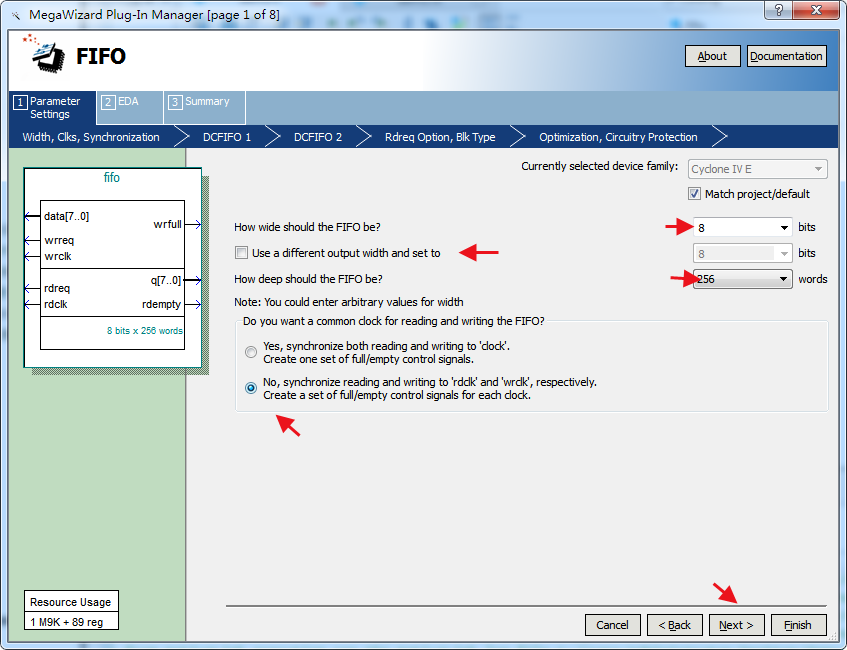 MegaWizard Plug-In Manager [page 1 of 8]
FIFO
About
Documentation
1 Parameter Settings
2 EDA
3 Summary
Width, Clks, Synchronization
DCFIFO 1
DCFIFO 2
Rdreq Option, Blk Type
Optimization, Circuitry Protection
fifo
data[7..0]
wrfull
wrreq
wrclk
q[7..0]
rdreq
rdclk
rdempty
8 bits x 256 words
Resource Usage
1 M9K + 89 reg
Currently selected device family:
Cyclone IV E
Match project/default
How wide should the FIFO be?
8
bits
Use a different output width and set to
8
bits
How deep should the FIFO be?
256
words
Note: You could enter arbitrary values for width
Do you want a common clock for reading and writing the FIFO?
Yes, synchronize both reading and writing to 'clock'.
Create one set of full/empty control signals.
No, synchronize reading and writing to 'rdclk' and 'wrclk', respectively.
Create a set of full/empty control signals for each clock.
Cancel
< Back
Next >
Finish